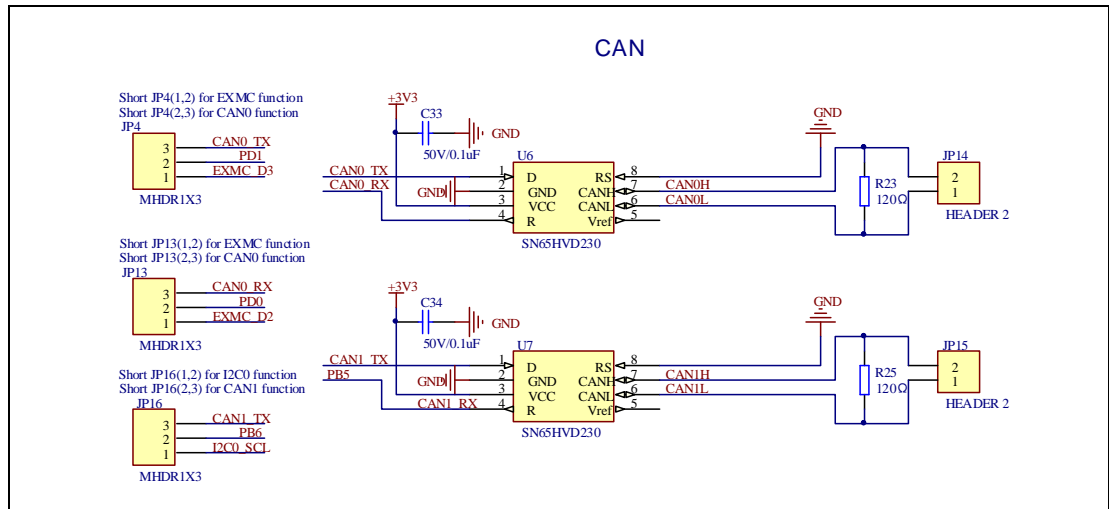 CAN
Short JP4(1,2) for EXMC function
Short JP4(2,3) for CAN0 function
JP4
3 CAN0_TX
2 PD1
1 EXMC_D3
MHDR1X3
+3V3
C33
GND
50V/0.1uF
U6
CAN0_TX 1 D RS 8
CAN0_RX GND 2 GND CANH 7 CAN0H
3 VCC CANL 6 CAN0L
4 R Vref 5
SN65HVD230
GND
R23
120Ω
JP14
2
1
HEADER 2
Short JP13(1,2) for EXMC function
Short JP13(2,3) for CAN0 function
JP13
3 CAN0_RX
2 PD0
1 EXMC_D2
MHDR1X3
+3V3
C34
GND
50V/0.1uF
U7
CAN1_TX 1 D RS 8
PB5 GND 2 GND CANH 7 CAN1H
3 VCC CANL 6 CAN1L
CAN1_RX 4 R Vref 5
SN65HVD230
GND
R25
120Ω
JP15
2
1
HEADER 2
Short JP16(1,2) for I2C0 function
Short JP16(2,3) for CAN1 function
JP16
3 CAN1_TX
2 PB6
1 I2C0_SCL
MHDR1X3